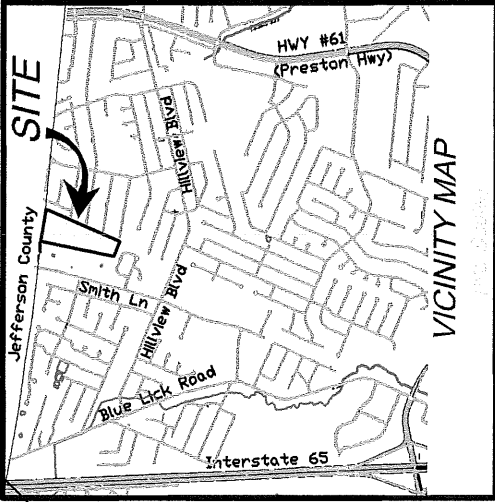 HWY #61
(Preston Hwy)
SITE
Hillview Blvd
VICINITY MAP
Jefferson County
Smith Ln
Hillview Blvd
Blue Lick Road
Interstate 65